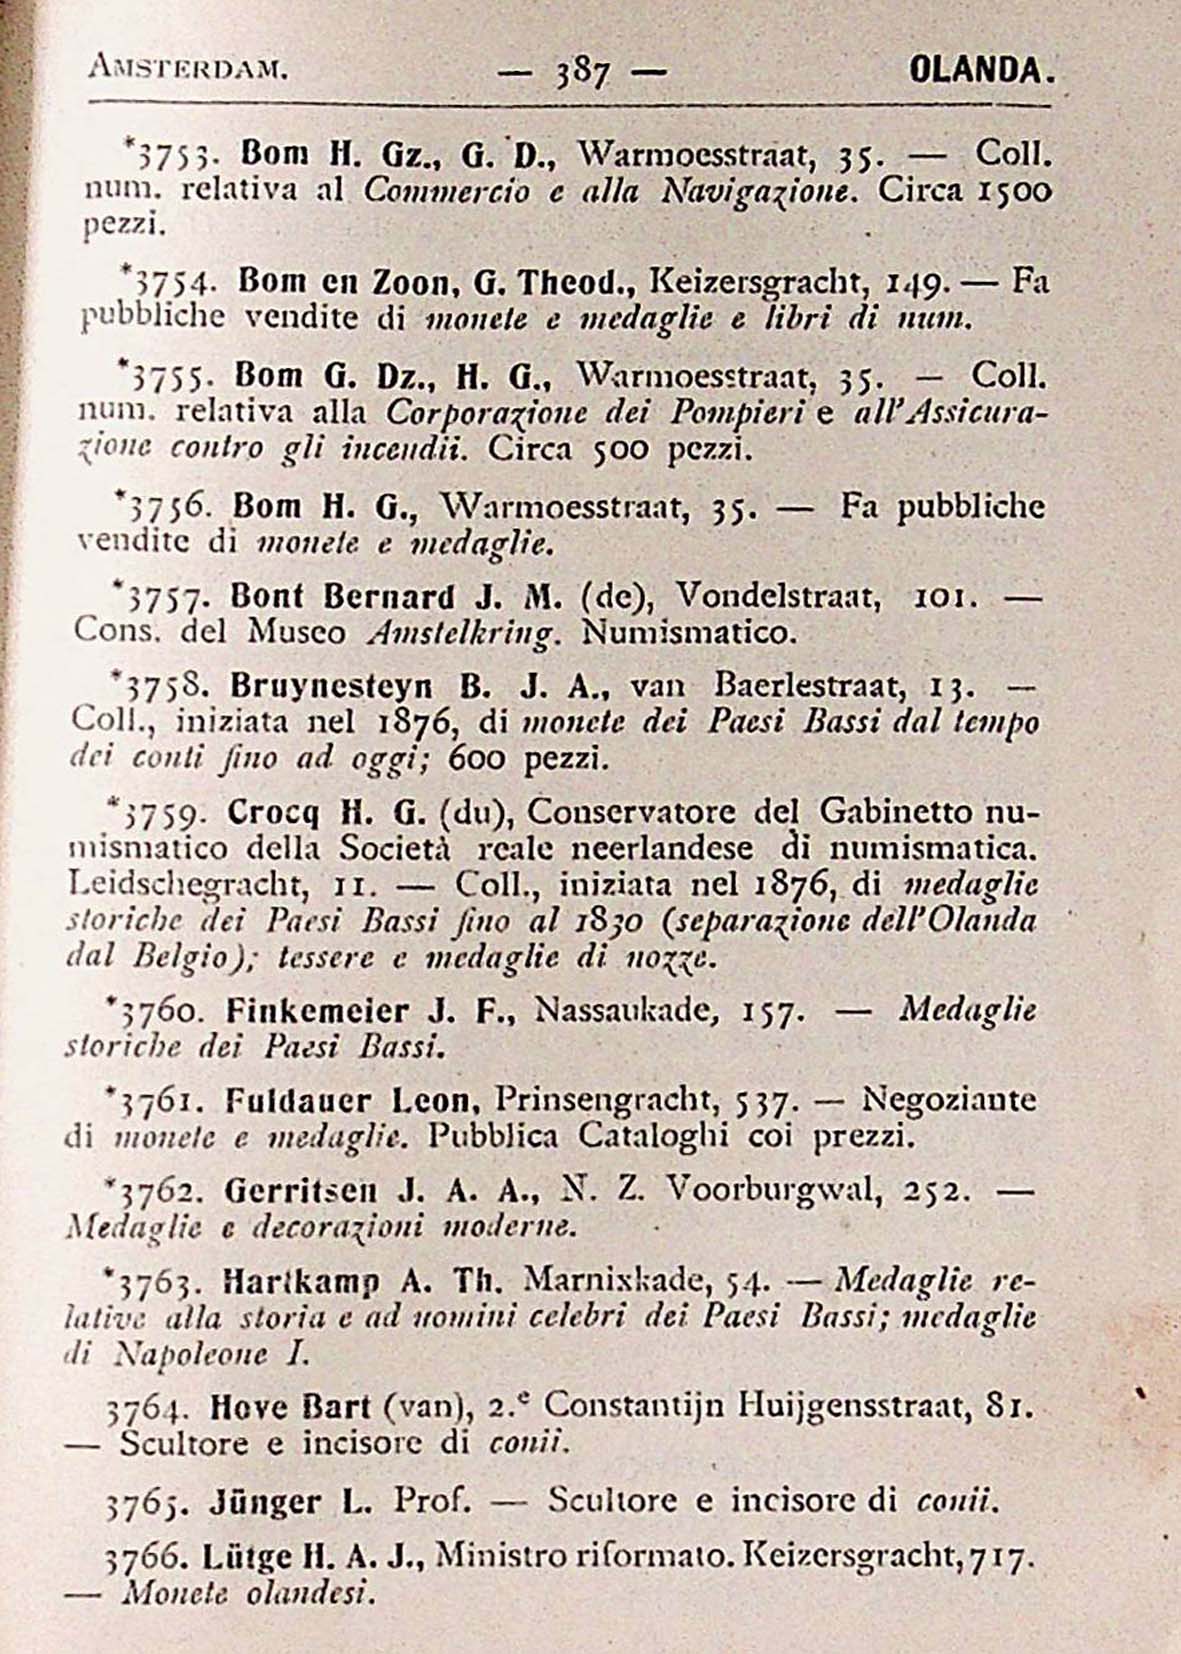 AMSTERDAM. — 387 — OLANDA.
*3753. Bom H. Gz., G. D., Warmoesstraat, 35. — Coll.
num. relativa al Commercio e alla Navigazione. Circa 1500
pezzi.
*3754. Bom en Zoon, G. Theod., Keizersgracht, 149. — Fa
pubbliche vendite di monete e medaglie e libri di num.
*3755. Bom G. Dz., H. G., Warmoesstraat, 35. — Coll.
num. relativa alla Corporazione dei Pompieri e all'Assicura-
zione contro gli incendii. Circa 500 pezzi.
*3756. Bom H. G., Warmoesstraat, 35. — Fa pubbliche
vendite di monete e medaglie.
*3757. Bont Bernard J. M. (de), Vondelstraat, 101. —
Cons. del Museo Amstelkring. Numismatico.
*3758. Bruynesteyn B. J. A., van Baerlestraat, 13. —
Coll., iniziata nel 1876, di monete dei Paesi Bassi dal tempo
dei conti fino ad oggi; 600 pezzi.
*3759. Crocq H. G. (du), Conservatore del Gabinetto nu-
mismatico della Società reale neerlandese di numismatica.
Leidschegracht, 11. — Coll., iniziata nel 1876, di medaglie
storiche dei Paesi Bassi fino al 1830 (separazione dell'Olanda
dal Belgio); tessere e medaglie di nozze.
*3760. Finkemeier J. F., Nassaukade, 157. — Medaglie
storiche dei Paesi Bassi.
*3761. Fuldauer Leon, Prinsengracht, 537. — Negoziante
di monete e medaglie. Pubblica Cataloghi coi prezzi.
*3762. Gerritsen J. A. A., N. Z. Voorburgwal, 252. —
Medaglie e decorazioni moderne.
*3763. Hartkamp A. Th. Marnixkade, 54. — Medaglie re-
lative alla storia e ad uomini celebri dei Paesi Bassi; medaglie
di Napoleone I.
3764. Hove Bart (van), 2.e Constantijn Huijgensstraat, 81.
— Scultore e incisore di conii.
3765. Jünger L. Prof. — Scultore e incisore di conii.
3766. Lütge H. A. J., Ministro riformato. Keizersgracht, 717.
— Monete olandesi.